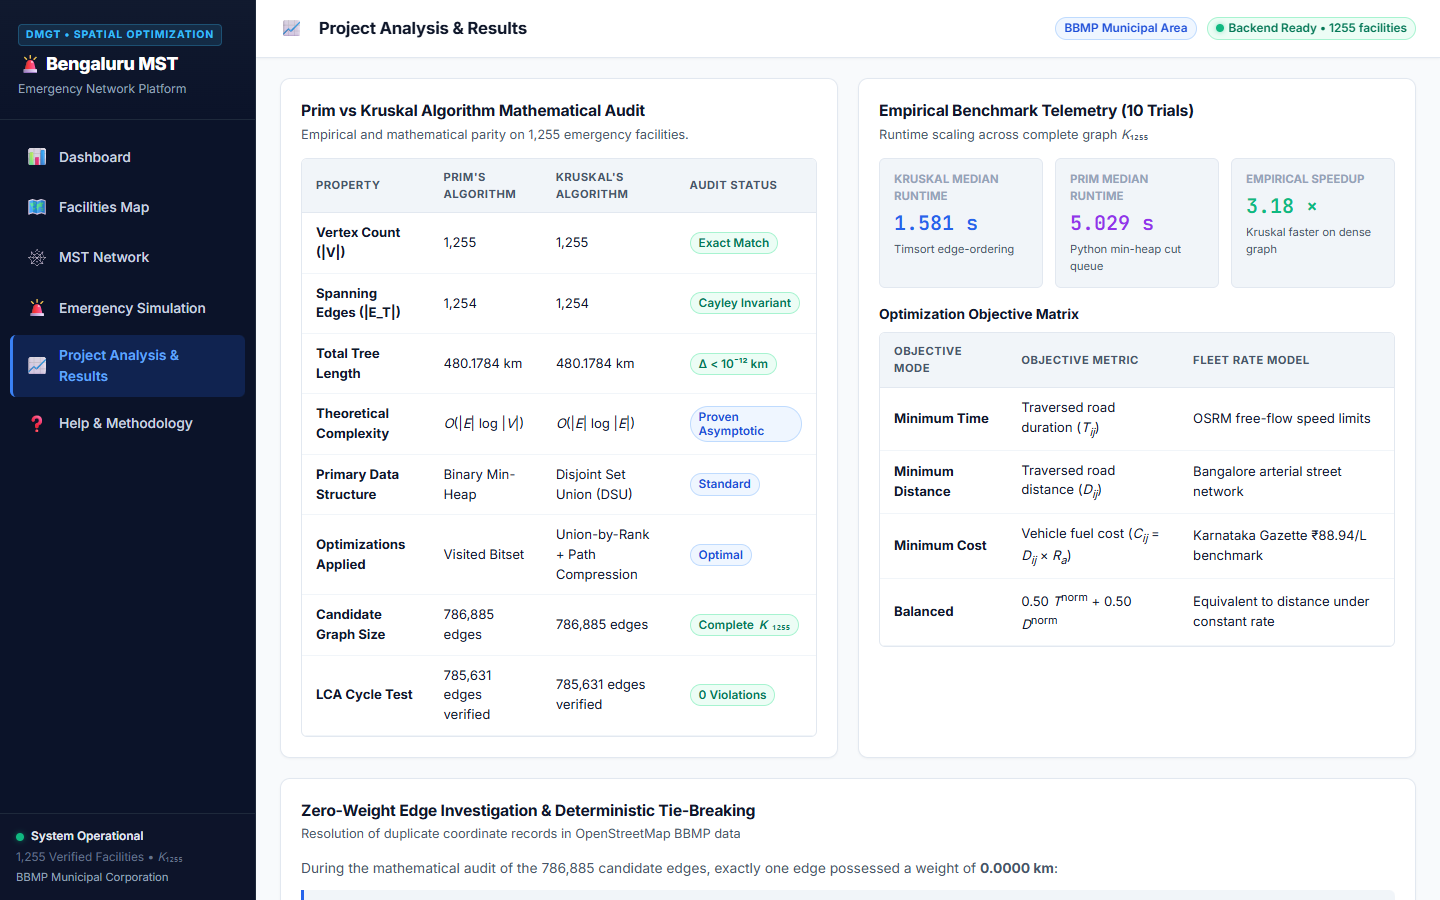 DMGT • SPATIAL OPTIMIZATION
Bengaluru MST
Emergency Network Platform
Dashboard
Facilities Map
MST Network
Emergency Simulation
Project Analysis &
Results
Help & Methodology
System Operational
1,255 Verified Facilities • K₁₂₅₅
BBMP Municipal Corporation
Project Analysis & Results
BBMP Municipal Area
Backend Ready • 1255 facilities
Prim vs Kruskal Algorithm Mathematical Audit
Empirical and mathematical parity on 1,255 emergency facilities.
PROPERTY
PRIM'S
ALGORITHM
KRUSKAL'S
ALGORITHM
AUDIT STATUS
Vertex Count
(|V|)
1,255
1,255
Exact Match
Spanning
Edges (|E_T|)
1,254
1,254
Cayley Invariant
Total Tree
Length
480.1784 km
480.1784 km
Δ < 10⁻¹² km
Theoretical
Complexity
O(|E| log |V|)
O(|E| log |E|)
Proven
Asymptotic
Primary Data
Structure
Binary Min-
Heap
Disjoint Set
Union (DSU)
Standard
Optimizations
Applied
Visited Bitset
Union-by-Rank
+ Path
Compression
Optimal
Candidate
Graph Size
786,885
edges
786,885 edges
Complete K ₁₂₅₅
LCA Cycle Test
785,631
edges
verified
785,631 edges
verified
0 Violations
Empirical Benchmark Telemetry (10 Trials)
Runtime scaling across complete graph K₁₂₅₅
KRUSKAL MEDIAN
RUNTIME
1.581 s
Timsort edge-ordering
PRIM MEDIAN
RUNTIME
5.029 s
Python min-heap cut
queue
EMPIRICAL SPEEDUP
3.18 ×
Kruskal faster on dense
graph
Optimization Objective Matrix
OBJECTIVE
MODE
OBJECTIVE METRIC
FLEET RATE MODEL
Minimum Time
Traversed road
duration (Tij)
OSRM free-flow speed limits
Minimum
Distance
Traversed road
distance (Dij)
Bangalore arterial street
network
Minimum Cost
Vehicle fuel cost (Cij =
Dij × Ra)
Karnataka Gazette ₹88.94/L
benchmark
Balanced
0.50 Tnorm + 0.50
Dnorm
Equivalent to distance under
constant rate
Zero-Weight Edge Investigation & Deterministic Tie-Breaking
Resolution of duplicate coordinate records in OpenStreetMap BBMP data
During the mathematical audit of the 786,885 candidate edges, exactly one edge possessed a weight of 0.0000 km: